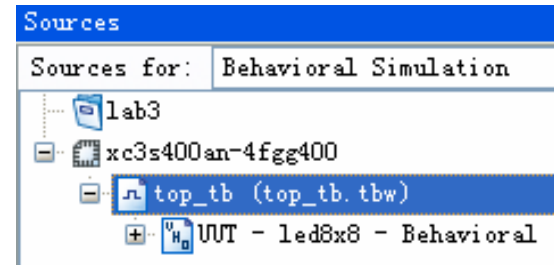 Sources
Sources for: Behavioral Simulation
lab3
xc3s400an-4fgg400
top_tb (top_tb.tbw)
UUT - led8x8 - Behavioral